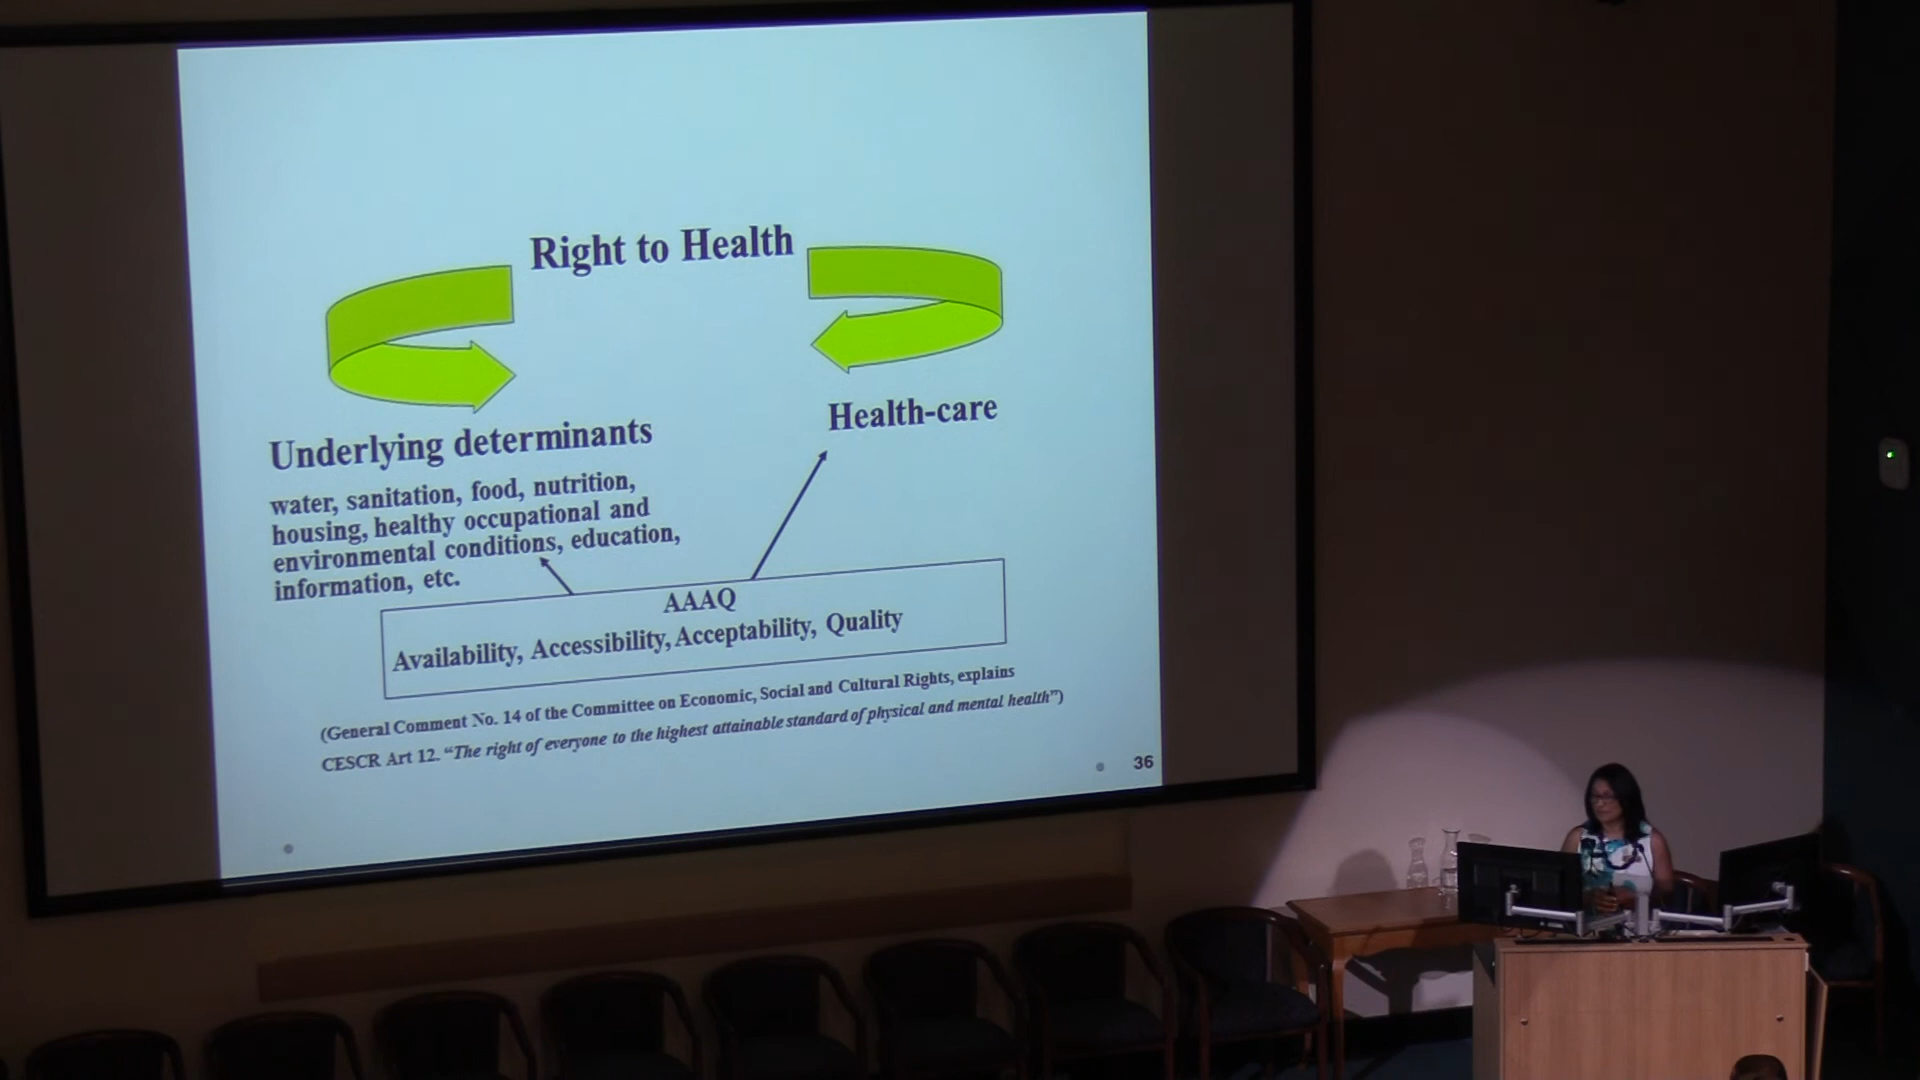 Right to Health
Underlying determinants
water, sanitation, food, nutrition,
housing, healthy occupational and
environmental conditions, education,
information, etc.
Health-care
AAAQ
Availability, Accessibility, Acceptability, Quality
(General Comment No. 14 of the Committee on Economic, Social and Cultural Rights, explains
CESCR Art 12. “The right of everyone to the highest attainable standard of physical and mental health”)
36